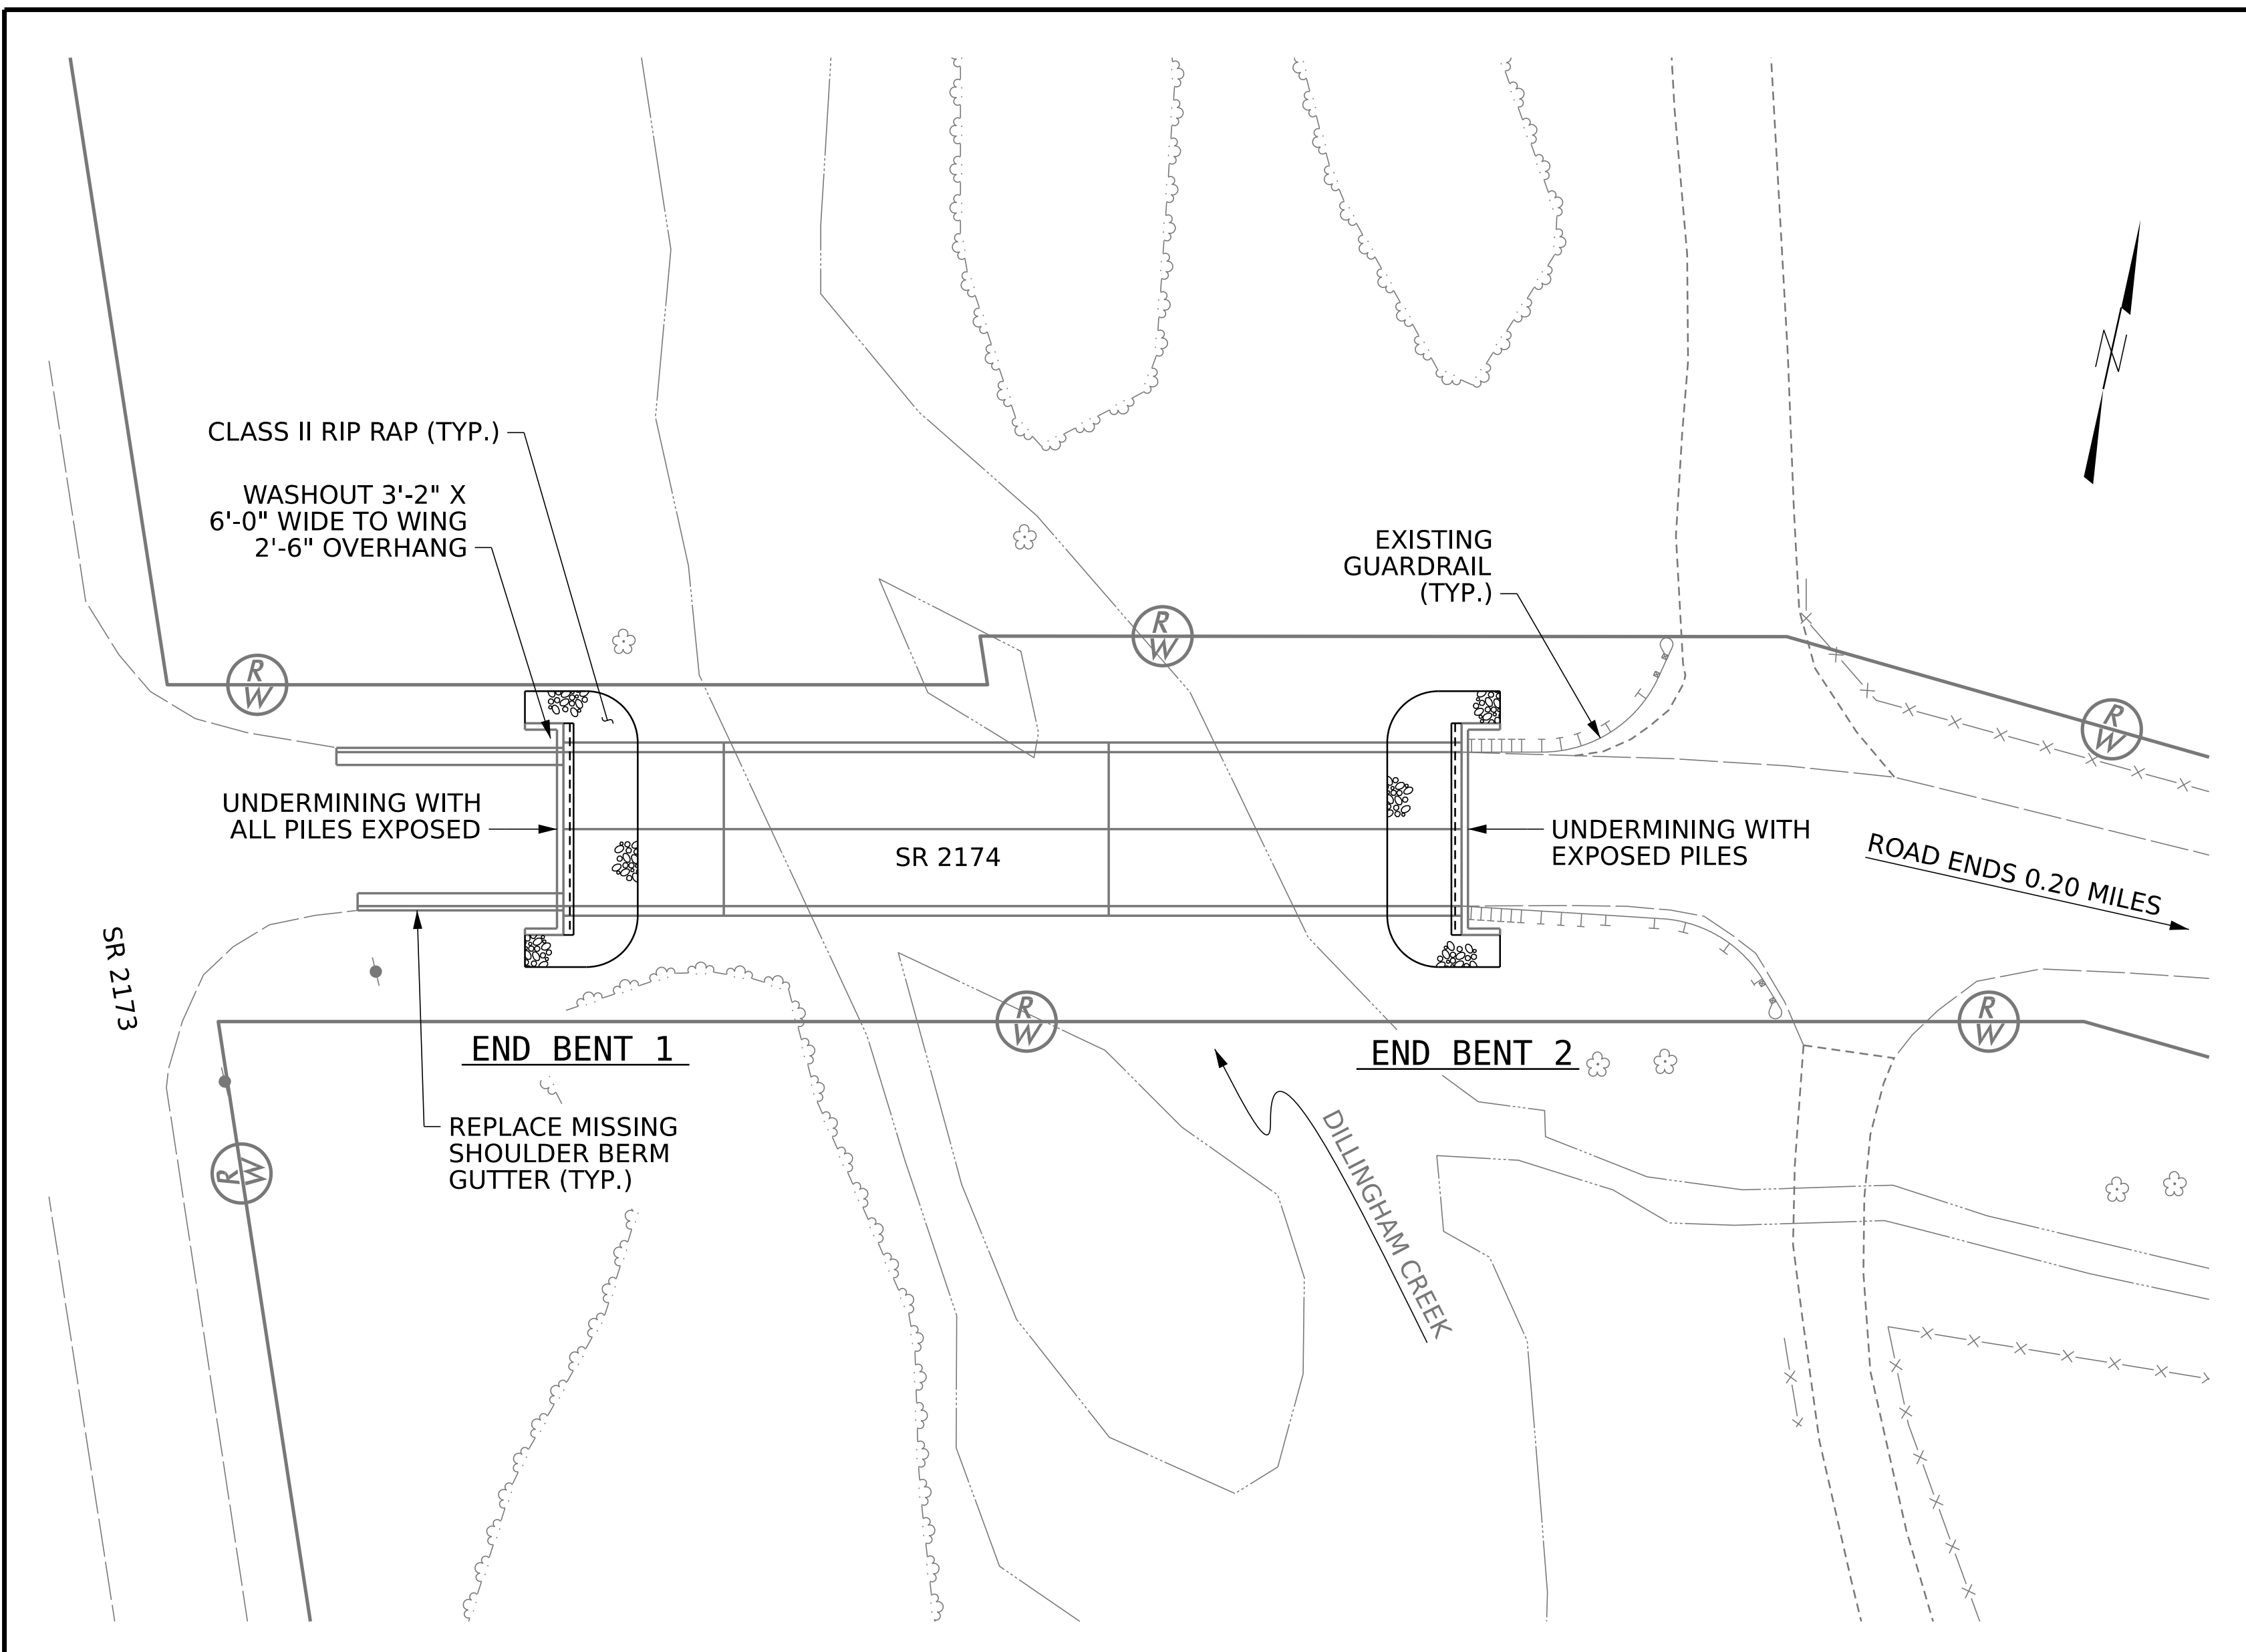 CLASS II RIP RAP (TYP.)
WASHOUT 3'-2" X
6'-0" WIDE TO WING
2'-6" OVERHANG
EXISTING
GUARDRAIL
(TYP.)
N
R
W
R
W
R
W
UNDERMINING WITH
ALL PILES EXPOSED
SR 2174
UNDERMINING WITH
EXPOSED PILES
ROAD ENDS 0.20 MILES
SR 2173
R
W
R
W
END BENT 1
END BENT 2
REPLACE MISSING
SHOULDER BERM
GUTTER (TYP.)
R
W
DILLINGHAM CREEK